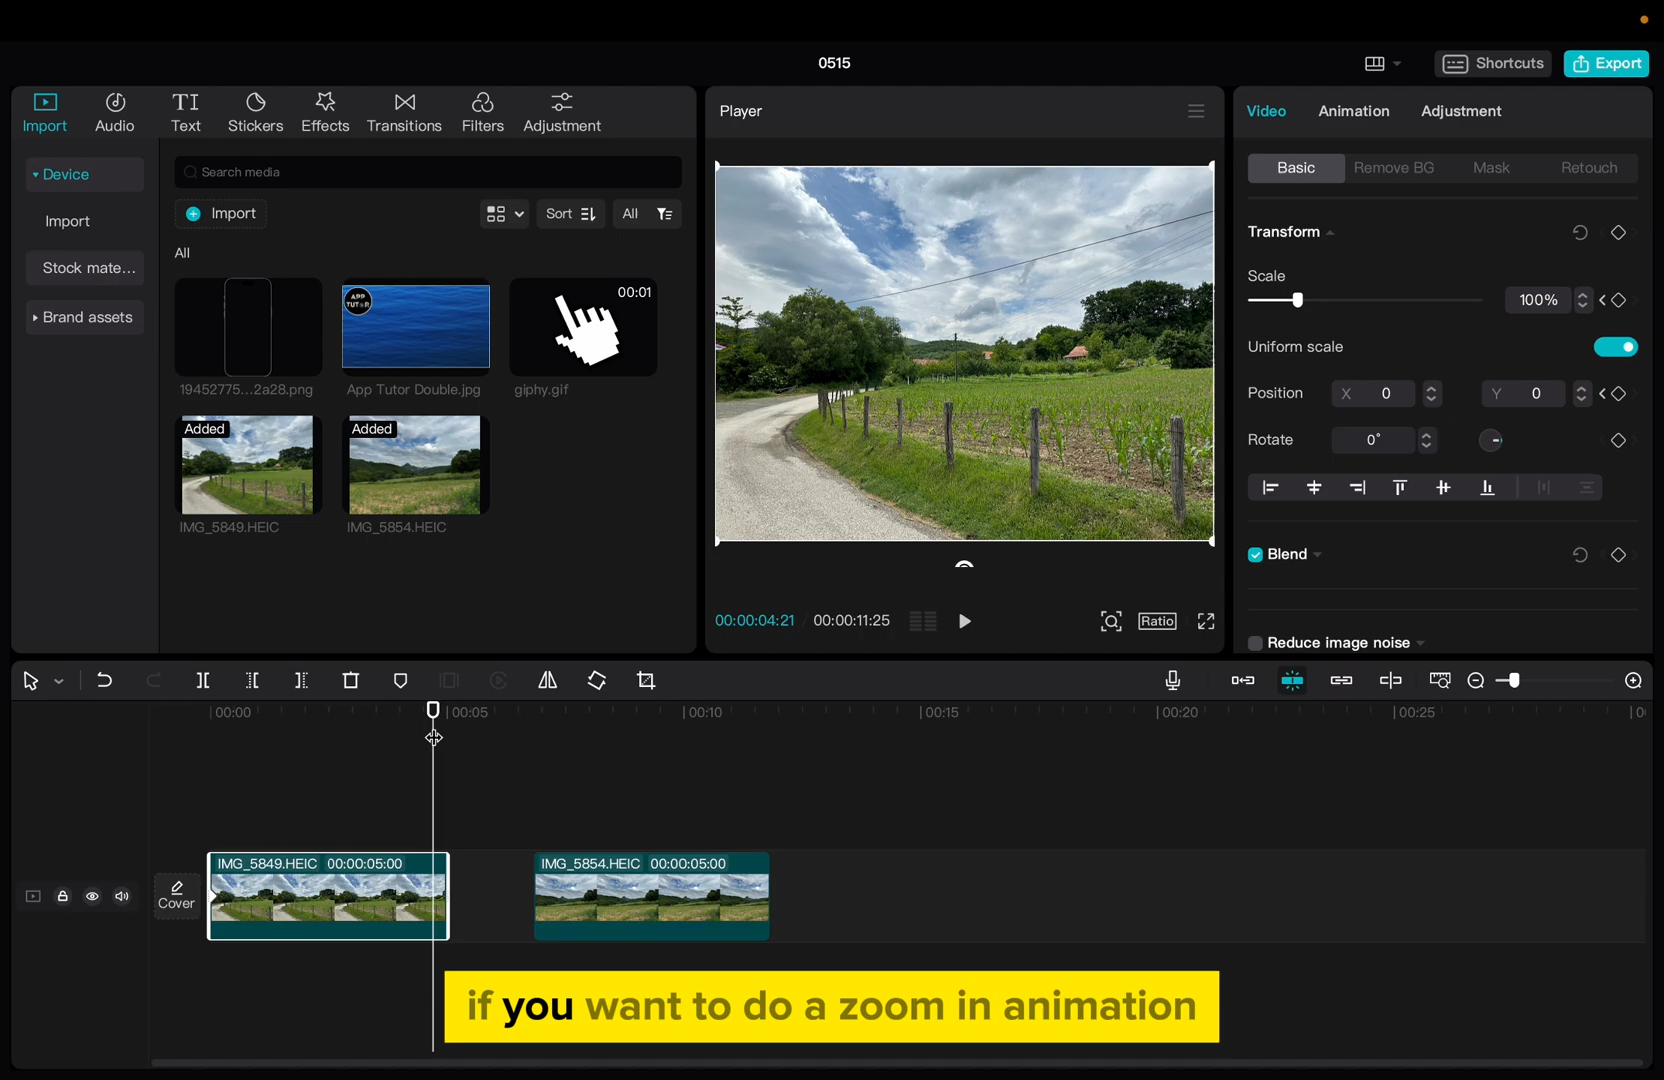 0515
Shortcuts
Export
Import
Audio
TI
Text
Stickers
Effects
Transitions
Filters
Adjustment
Player
Video
Animation
Adjustment
Device
Import
Stock mate...
Brand assets
Search media
Import
Sort
All
All
00:01
19452775...2a28.png
App Tutor Double.jpg
giphy.gif
APP
TUTOR
Added
Added
IMG_5849.HEIC
IMG_5854.HEIC
00:00:04:21 / 00:00:11:25
Ratio
Basic
Remove BG
Mask
Retouch
Transform
Scale
100%
Uniform scale
Position
X 0
Y 0
Rotate
0°
Blend
Reduce image noise
00:00
00:05
00:10
00:15
00:20
00:25
Cover
IMG_5849.HEIC 00:00:05:00
IMG_5854.HEIC 00:00:05:00
if you want to do a zoom in animation